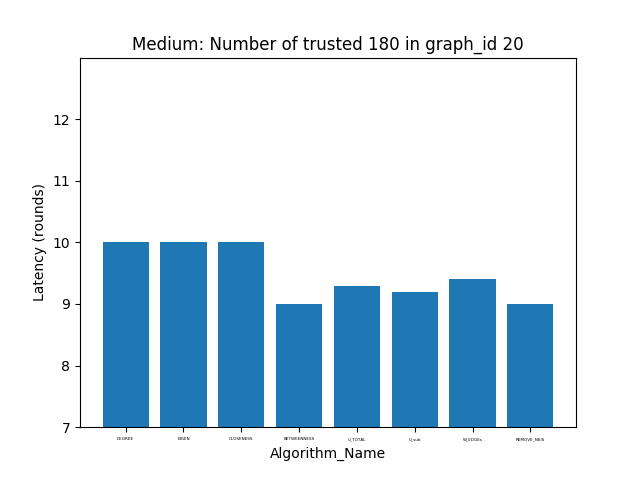 Medium: Number of trusted 180 in graph_id 20
Latency (rounds)
12
11
10
9
8
7
DEGREE EIGEN CLOSENESS BETWEENNESS U_TOTAL U_sub W_EDGEs REMOVE_NEIS
Algorithm_Name